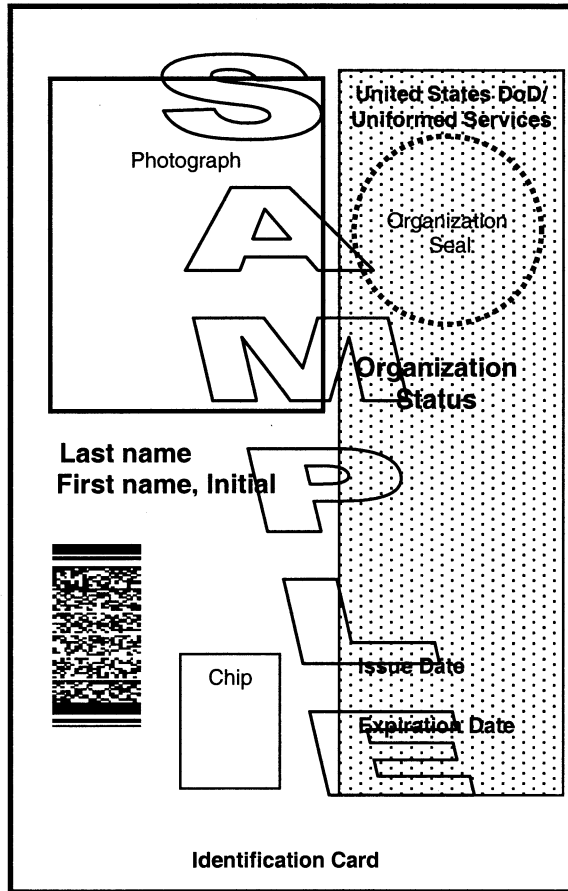 SAMPLE
United States DoD/
Uniformed Services
Photograph
Organization
Seal
Organization
Status
Last name
First name, Initial
Chip
Issue Date
Expiration Date
Identification Card